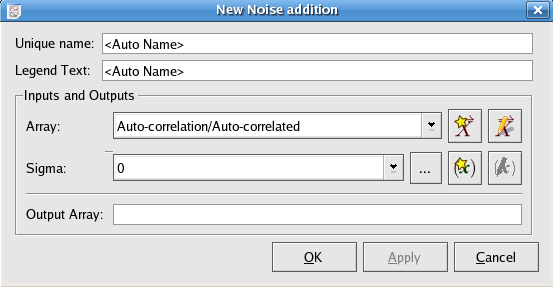 New Noise addition
Unique name: <Auto Name>
Legend Text: <Auto Name>
Inputs and Outputs
Array: Auto-correlation/Auto-correlated
Sigma: 0 ...
Output Array:
OK Apply Cancel